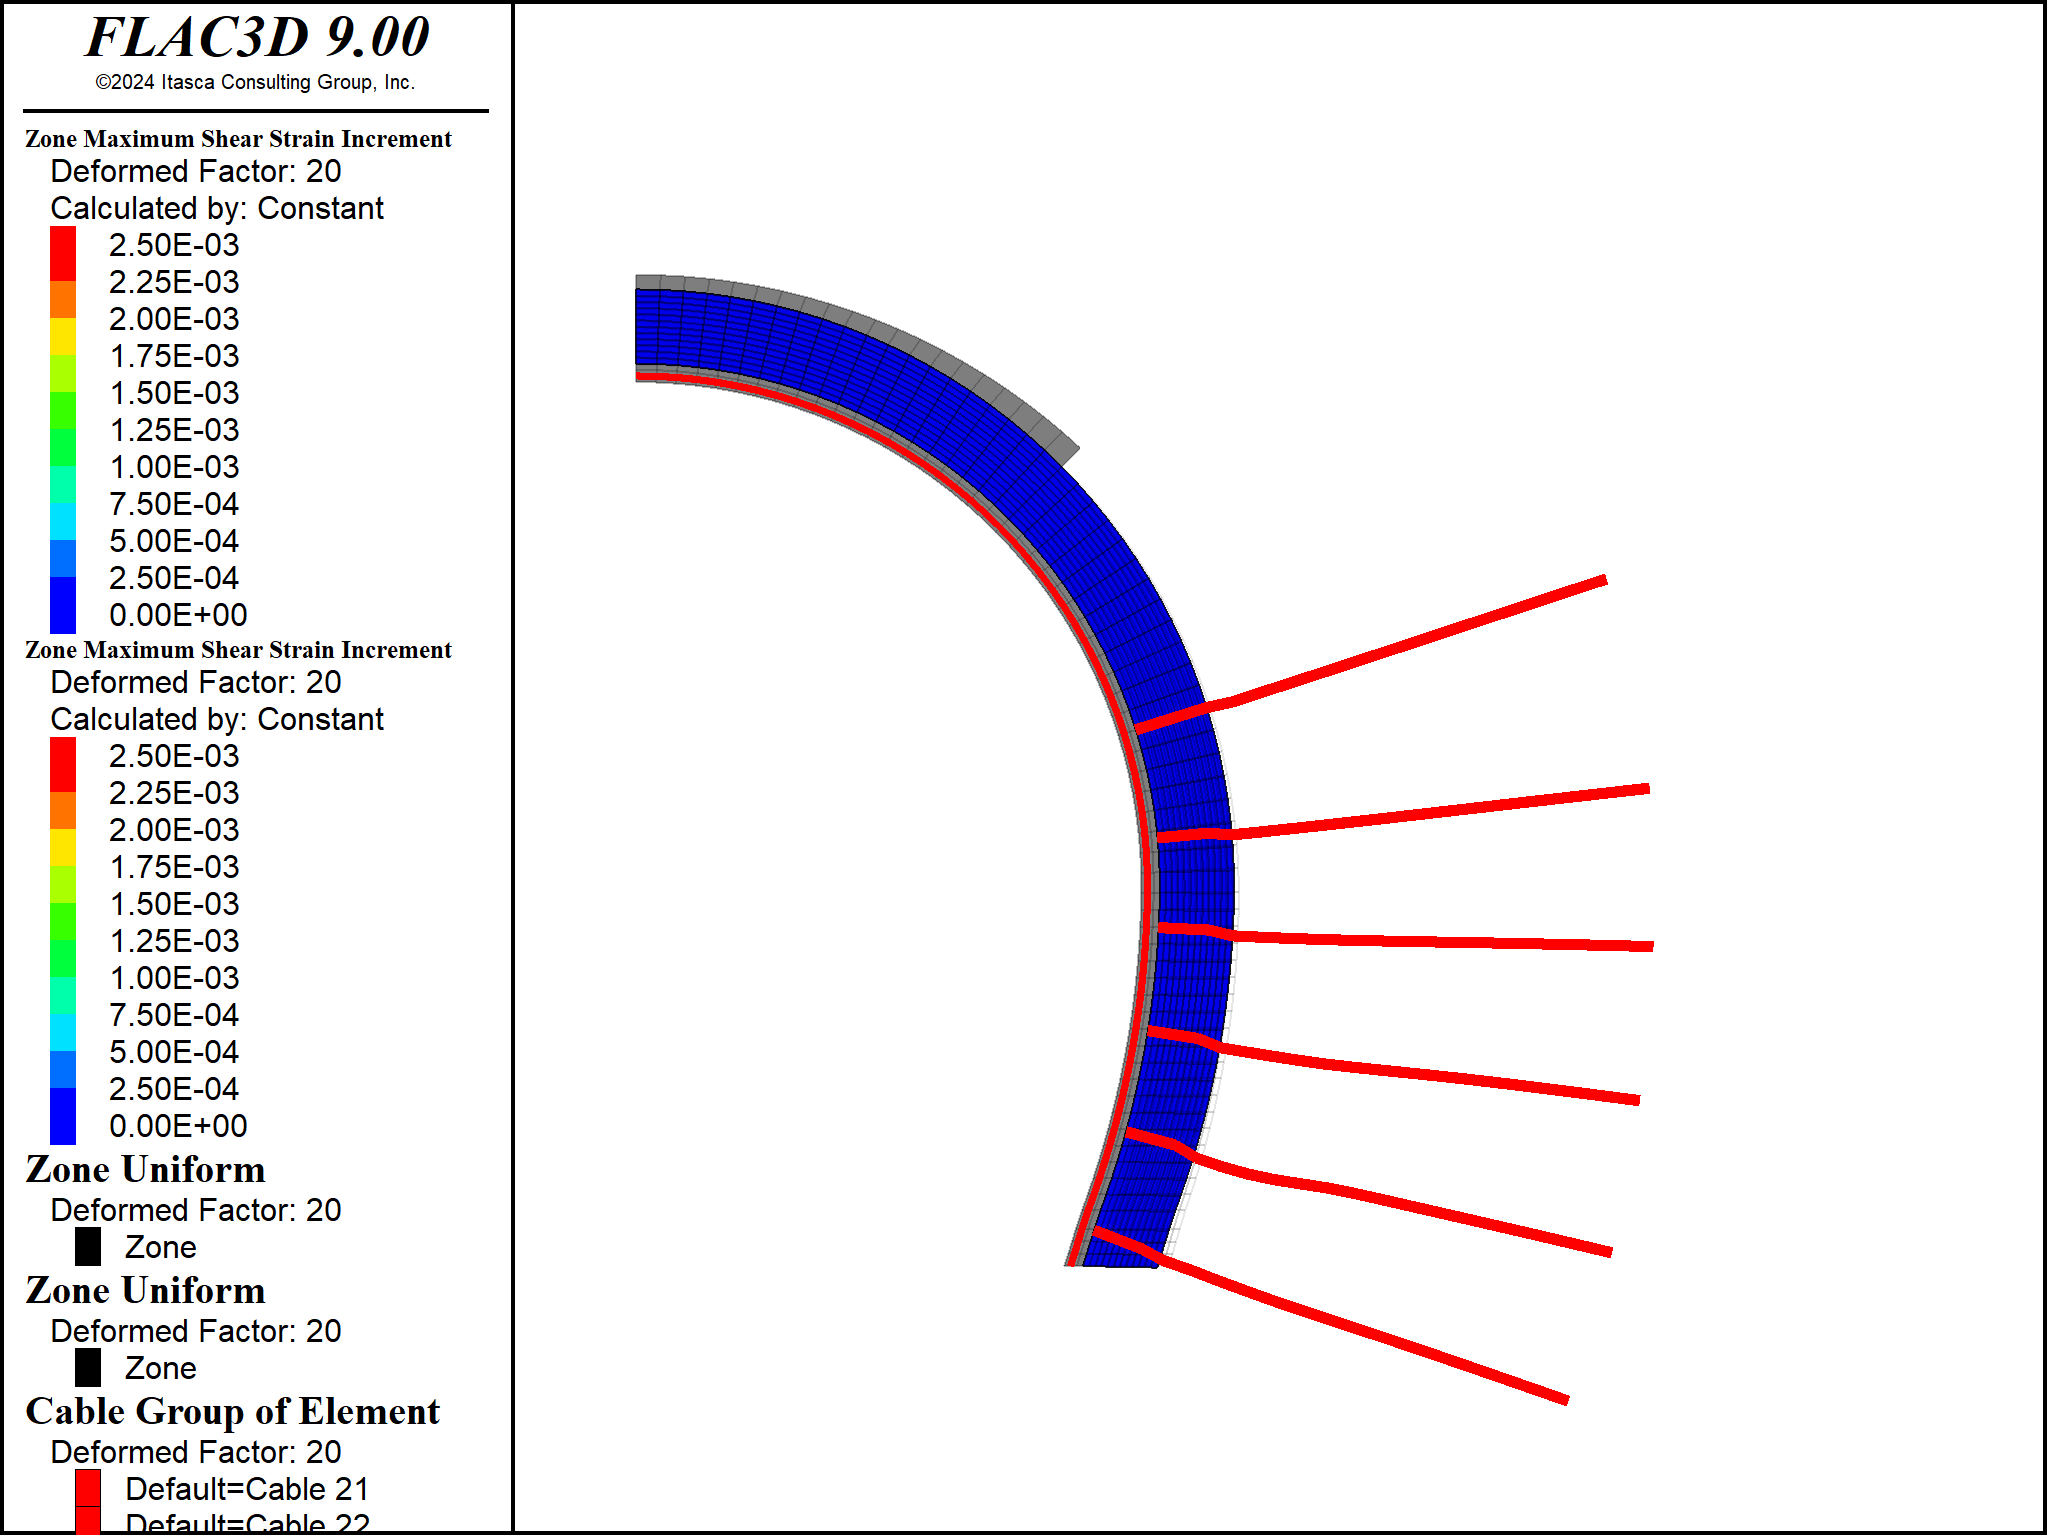 FLAC3D 9.00
©2024 Itasca Consulting Group, Inc.
Zone Maximum Shear Strain Increment
Deformed Factor: 20
Calculated by: Constant
2.50E-03
2.25E-03
2.00E-03
1.75E-03
1.50E-03
1.25E-03
1.00E-03
7.50E-04
5.00E-04
2.50E-04
0.00E+00
Zone Maximum Shear Strain Increment
Deformed Factor: 20
Calculated by: Constant
2.50E-03
2.25E-03
2.00E-03
1.75E-03
1.50E-03
1.25E-03
1.00E-03
7.50E-04
5.00E-04
2.50E-04
0.00E+00
Zone Uniform
Deformed Factor: 20
Zone
Zone Uniform
Deformed Factor: 20
Zone
Cable Group of Element
Deformed Factor: 20
Default=Cable 21
Default=Cable 22